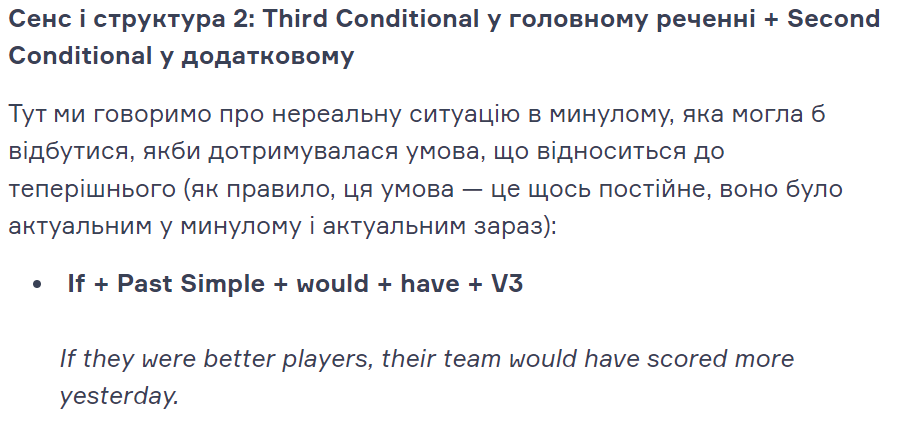 Сенс і структура 2: Third Conditional у головному реченні + Second
Conditional у додатковому
Тут ми говоримо про нереальну ситуацію в минулому, яка могла б
відбутися, якби дотримувалася умова, що відноситься до
теперішнього (як правило, ця умова — це щось постійне, воно було
актуальним у минулому і актуальним зараз):
• If + Past Simple + would + have + V3
If they were better players, their team would have scored more
yesterday.